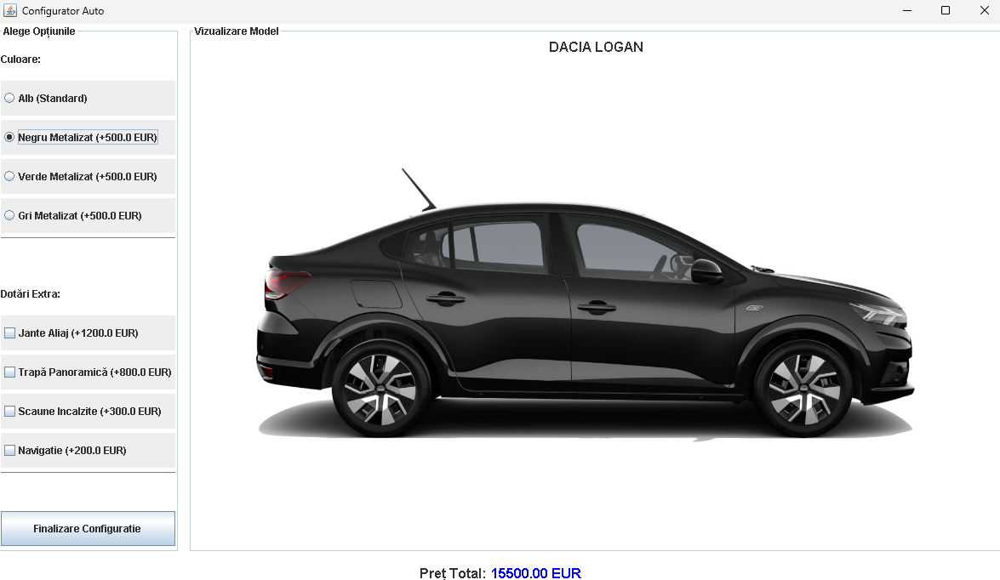 Configurator Auto
Alege Opțiunile
Culoare:
Alb (Standard)
Negru Metalizat (+500.0 EUR)
Verde Metalizat (+500.0 EUR)
Gri Metalizat (+500.0 EUR)
Dotări Extra:
Jante Aliaj (+1200.0 EUR)
Trapă Panoramică (+800.0 EUR)
Scaune Incalzite (+300.0 EUR)
Navigatie (+200.0 EUR)
Finalizare Configuratie
Vizualizare Model
DACIA LOGAN
Preț Total: 15500.00 EUR